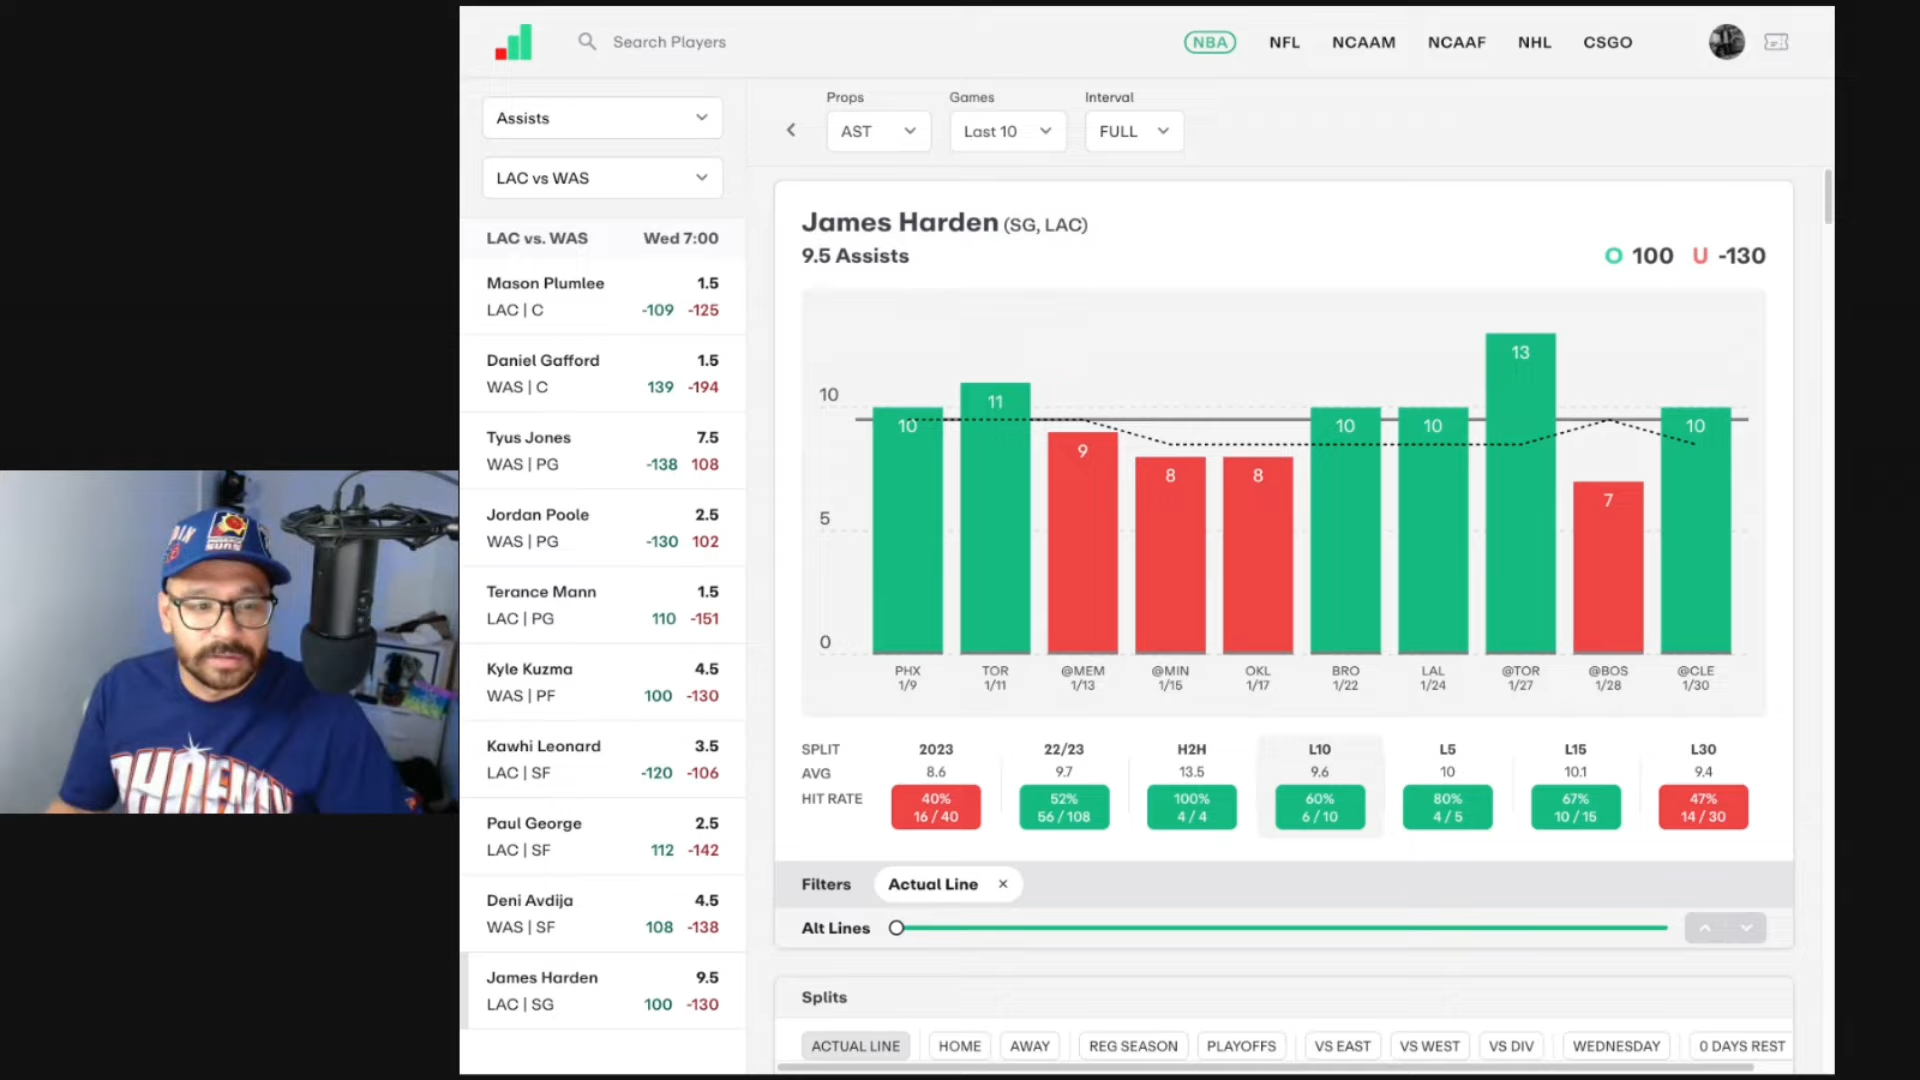 Search Players
NBA NFL NCAAM NCAAF NHL CSGO
Assists
LAC vs WAS
LAC vs. WAS Wed 7:00
Mason Plumlee 1.5
LAC | C -109 -125
Daniel Gafford 1.5
WAS | C 139 -194
Tyus Jones 7.5
WAS | PG -138 108
Jordan Poole 2.5
WAS | PG -130 102
Terance Mann 1.5
LAC | PG 110 -151
Kyle Kuzma 4.5
WAS | PF 100 -130
Kawhi Leonard 3.5
LAC | SF -120 -106
Paul George 2.5
LAC | SF 112 -142
Deni Avdija 4.5
WAS | SF 108 -138
James Harden 9.5
LAC | SG 100 -130
Props Games Interval
AST Last 10 FULL
James Harden (SG, LAC)
9.5 Assists O 100 U -130
10
5
0
10 11 9 8 8 10 10 13 7 10
PHX TOR @MEM @MIN OKL BRO LAL @TOR @BOS @CLE
1/9 1/11 1/13 1/15 1/17 1/22 1/24 1/27 1/28 1/30
SPLIT 2023 22/23 H2H L10 L5 L15 L30
AVG 8.6 9.7 13.5 9.6 10 10.1 9.4
HIT RATE 40% 52% 100% 60% 80% 67% 47%
16 / 40 56 / 108 4 / 4 6 / 10 4 / 5 10 / 15 14 / 30
Filters Actual Line ×
Alt Lines
Splits
ACTUAL LINE HOME AWAY REG SEASON PLAYOFFS VS EAST VS WEST VS DIV WEDNESDAY 0 DAYS REST
SUNS